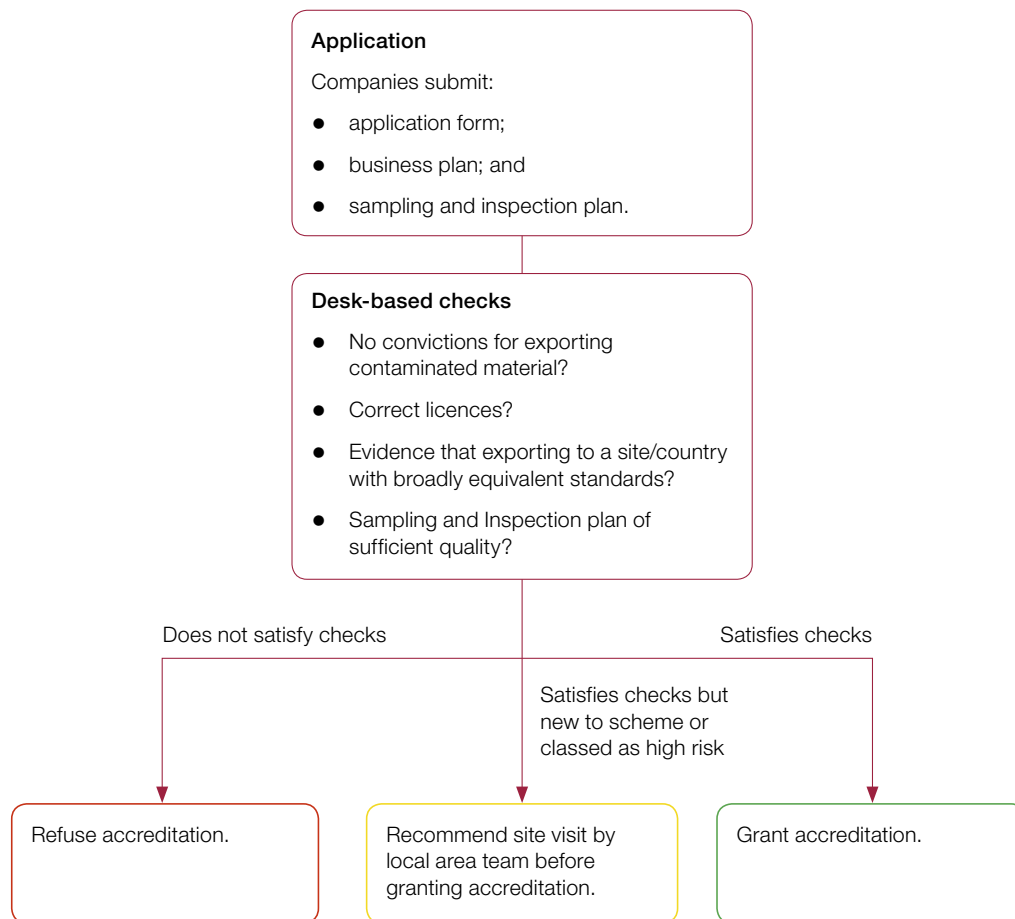 Application
Companies submit:
● application form;
● business plan; and
● sampling and inspection plan.
Desk-based checks
● No convictions for exporting
contaminated material?
● Correct licences?
● Evidence that exporting to a site/country
with broadly equivalent standards?
● Sampling and Inspection plan of
sufficient quality?
Does not satisfy checks
Satisfies checks
Satisfies checks but
new to scheme or
classed as high risk
Refuse accreditation.
Recommend site visit by
local area team before
granting accreditation.
Grant accreditation.